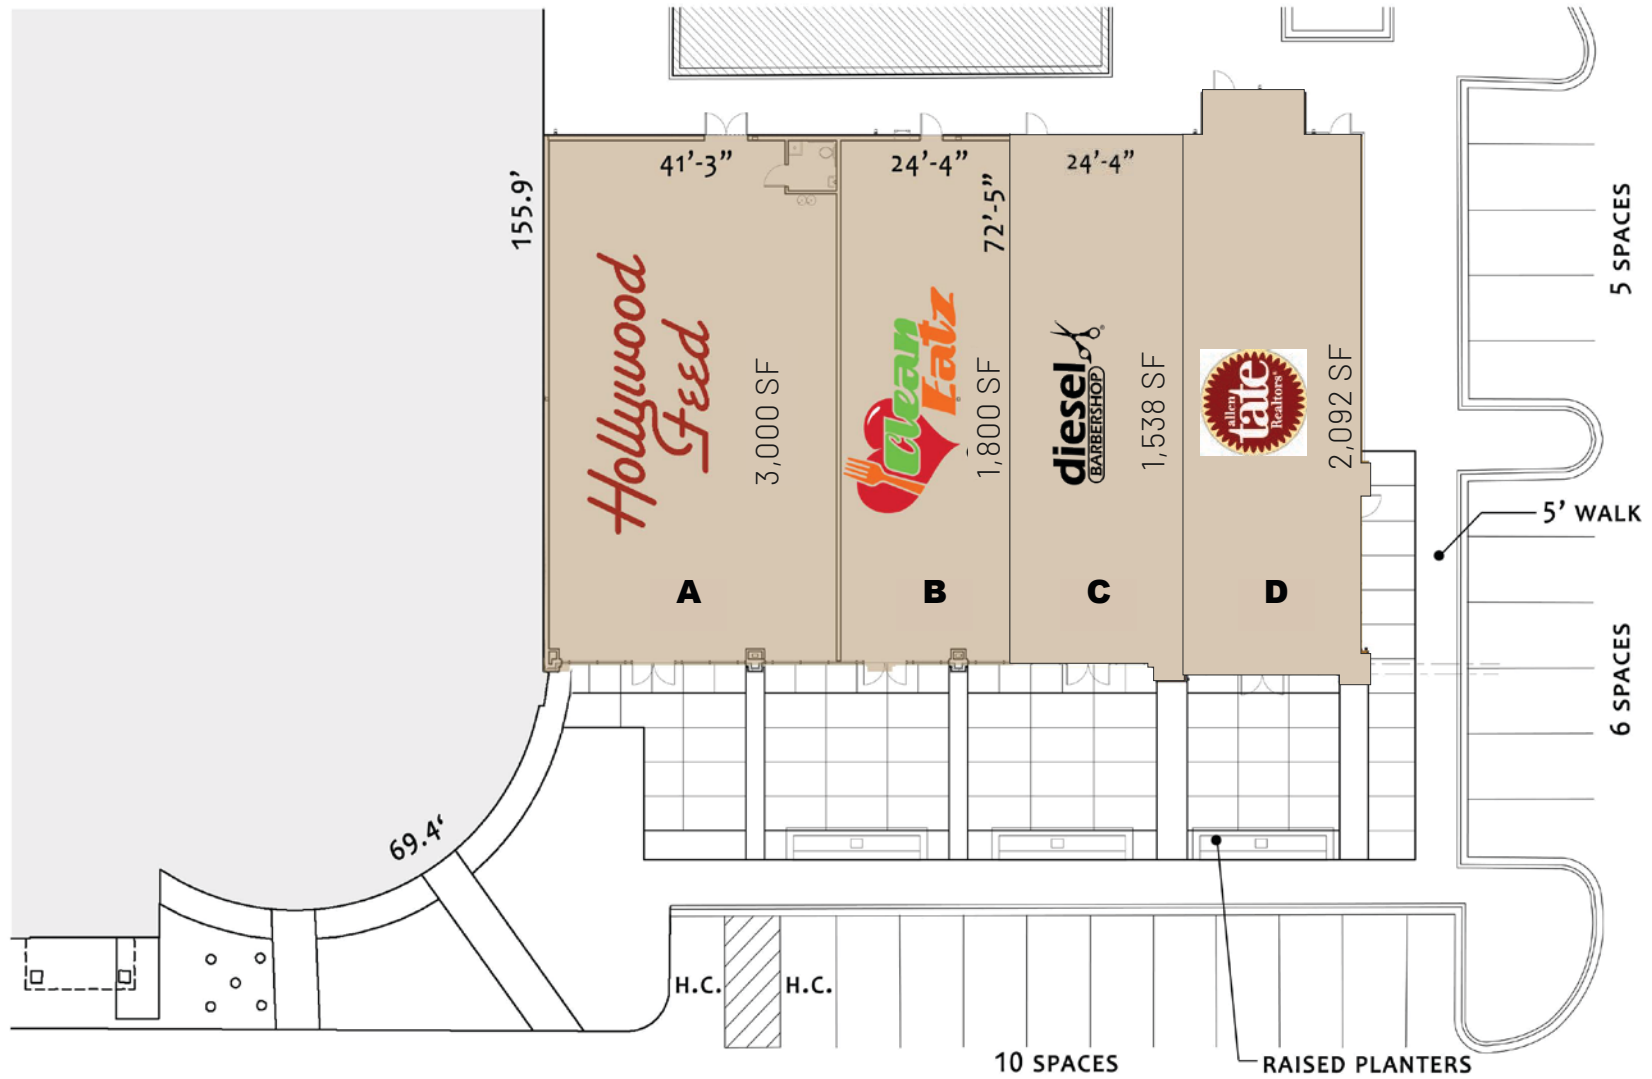 41'-3"
24'-4"
24'-4"
155.9'
72'-5"
Hollywood
Feed
3,000 SF
clean
Eatz
1,800 SF
diesel
BARBERSHOP
1,538 SF
allen
tate
Realtors®
2,092 SF
5 SPACES
5' WALK
A
B
C
D
6 SPACES
69.4'
H.C.
H.C.
10 SPACES
RAISED PLANTERS